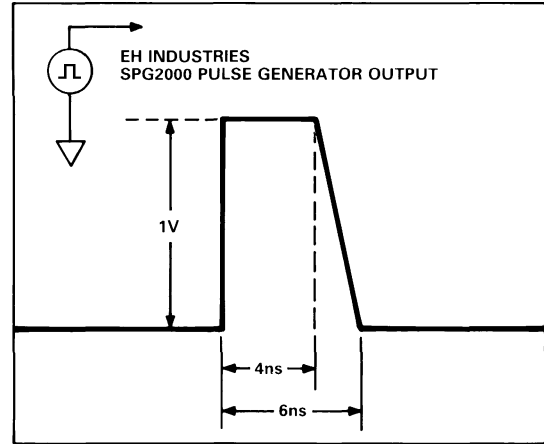 EH INDUSTRIES
SPG2000 PULSE GENERATOR OUTPUT
1V
4ns
6ns